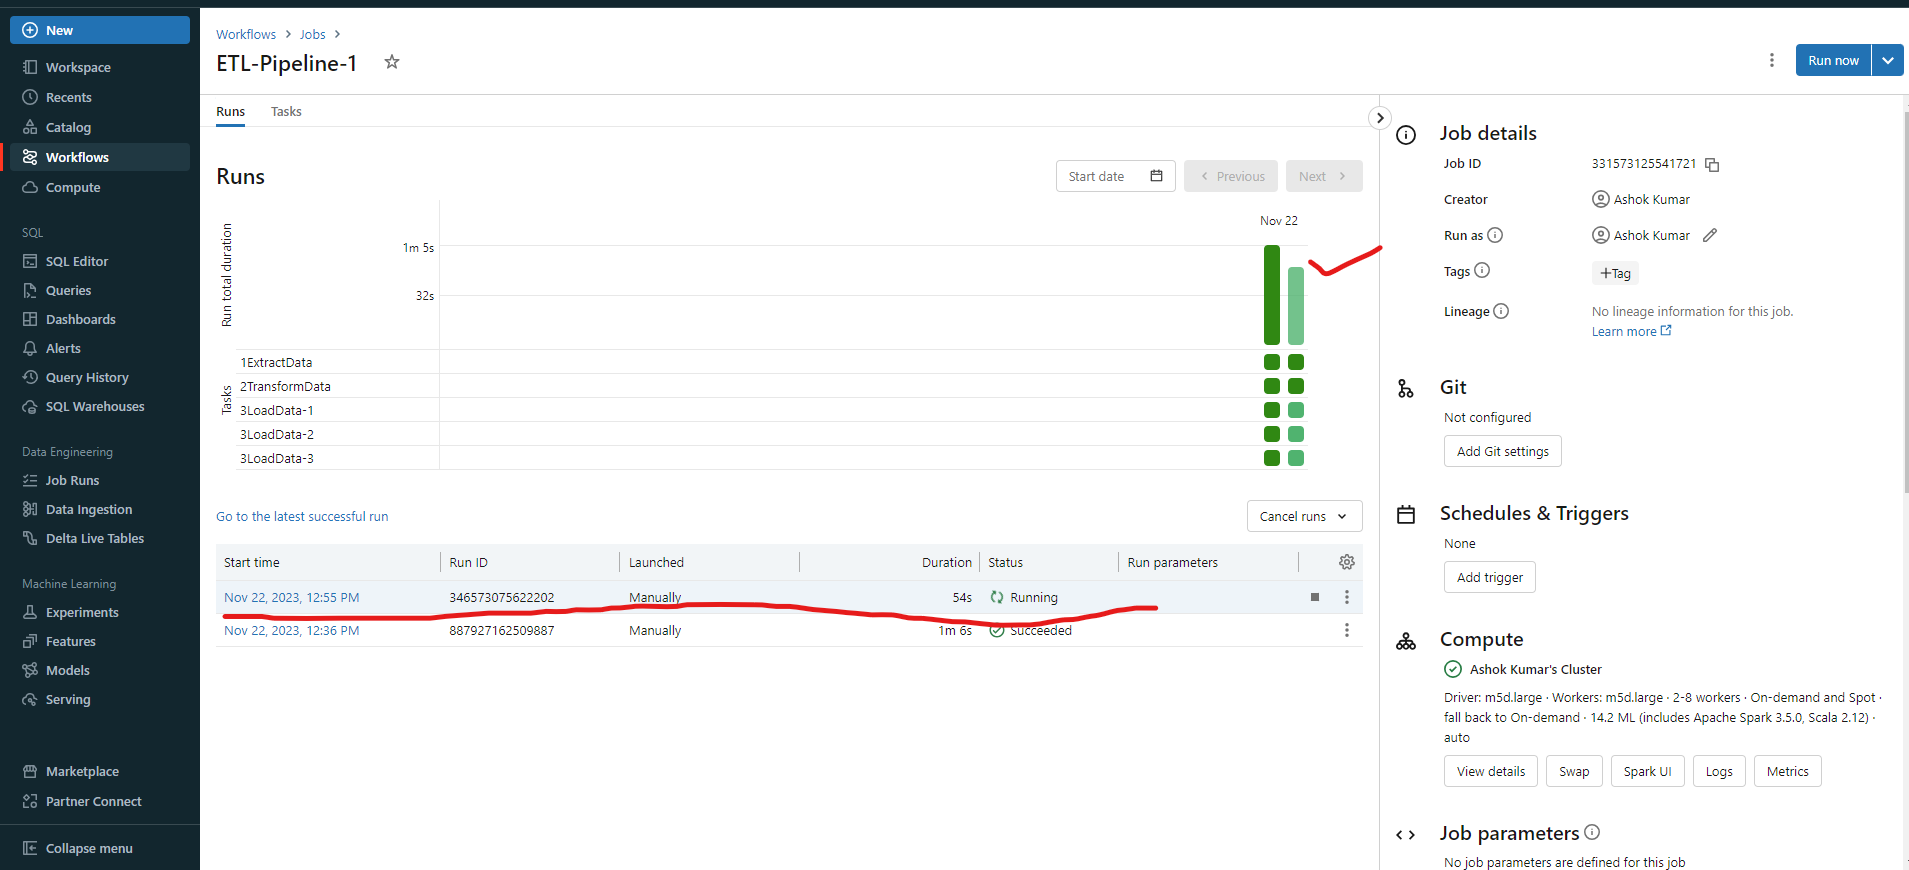 New
Workspace
Recents
Catalog
Workflows
Compute
SQL
SQL Editor
Queries
Dashboards
Alerts
Query History
SQL Warehouses
Data Engineering
Job Runs
Data Ingestion
Delta Live Tables
Machine Learning
Experiments
Features
Models
Serving
Marketplace
Partner Connect
Collapse menu
Workflows > Jobs >
ETL-Pipeline-1
Run now
Runs Tasks
Runs
Start date
Previous
Next
Nov 22
Run total duration
1m 5s
32s
Tasks
1ExtractData
2TransformData
3LoadData-1
3LoadData-2
3LoadData-3
Go to the latest successful run
Cancel runs
Start time Run ID Launched Duration Status Run parameters
Nov 22, 2023, 12:55 PM 346573075622202 Manually 54s Running
Nov 22, 2023, 12:36 PM 887927162509887 Manually 1m 6s Succeeded
Job details
Job ID 331573125541721
Creator Ashok Kumar
Run as Ashok Kumar
Tags +Tag
Lineage No lineage information for this job.
Learn more
Git
Not configured
Add Git settings
Schedules & Triggers
None
Add trigger
Compute
Ashok Kumar's Cluster
Driver: m5d.large · Workers: m5d.large · 2-8 workers · On-demand and Spot ·
fall back to On-demand · 14.2 ML (includes Apache Spark 3.5.0, Scala 2.12) ·
auto
View details Swap Spark UI Logs Metrics
Job parameters
No job parameters are defined for this job